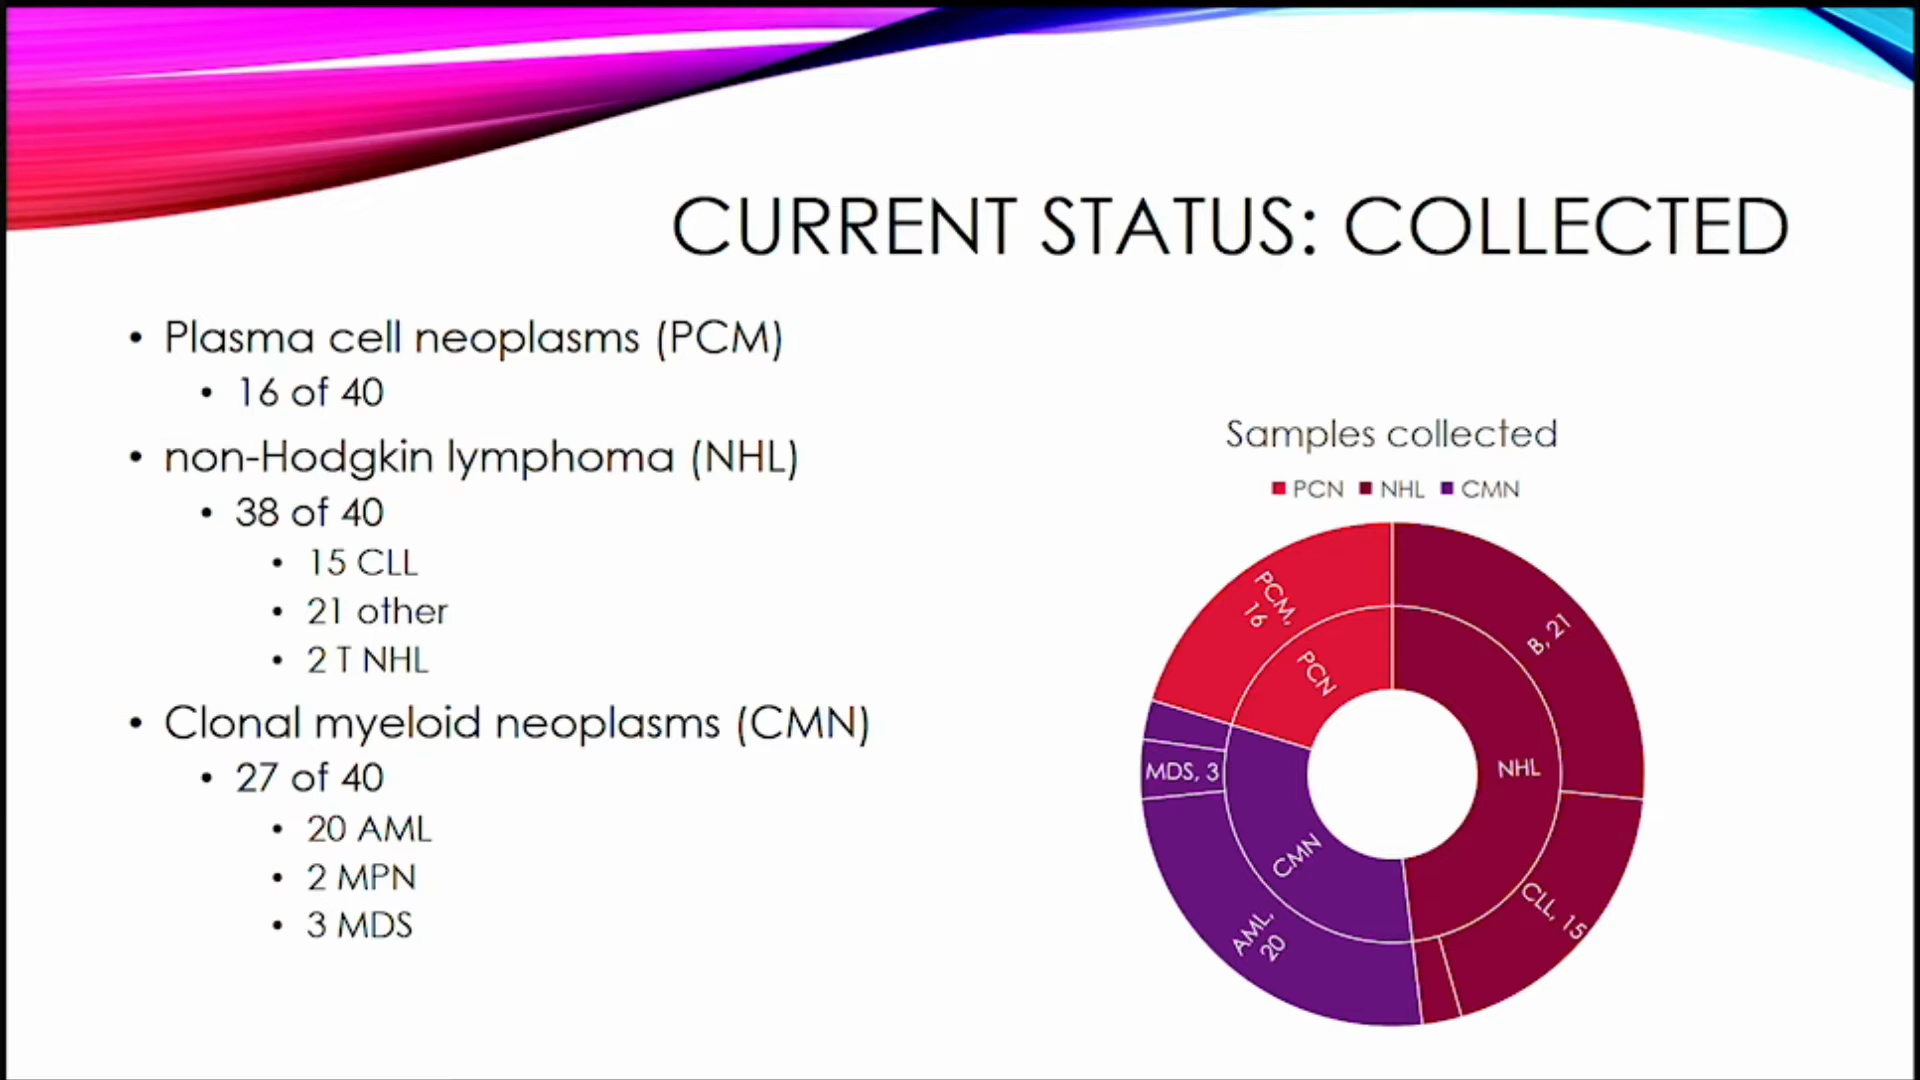 CURRENT STATUS: COLLECTED
• Plasma cell neoplasms (PCM)
• 16 of 40
• non-Hodgkin lymphoma (NHL)
• 38 of 40
• 15 CLL
• 21 other
• 2 T NHL
• Clonal myeloid neoplasms (CMN)
• 27 of 40
• 20 AML
• 2 MPN
• 3 MDS
Samples collected
PCN NHL CMN
PCM,
16
PCN
B, 21
NHL
MDS, 3
CMN
AML,
20
CLL, 15